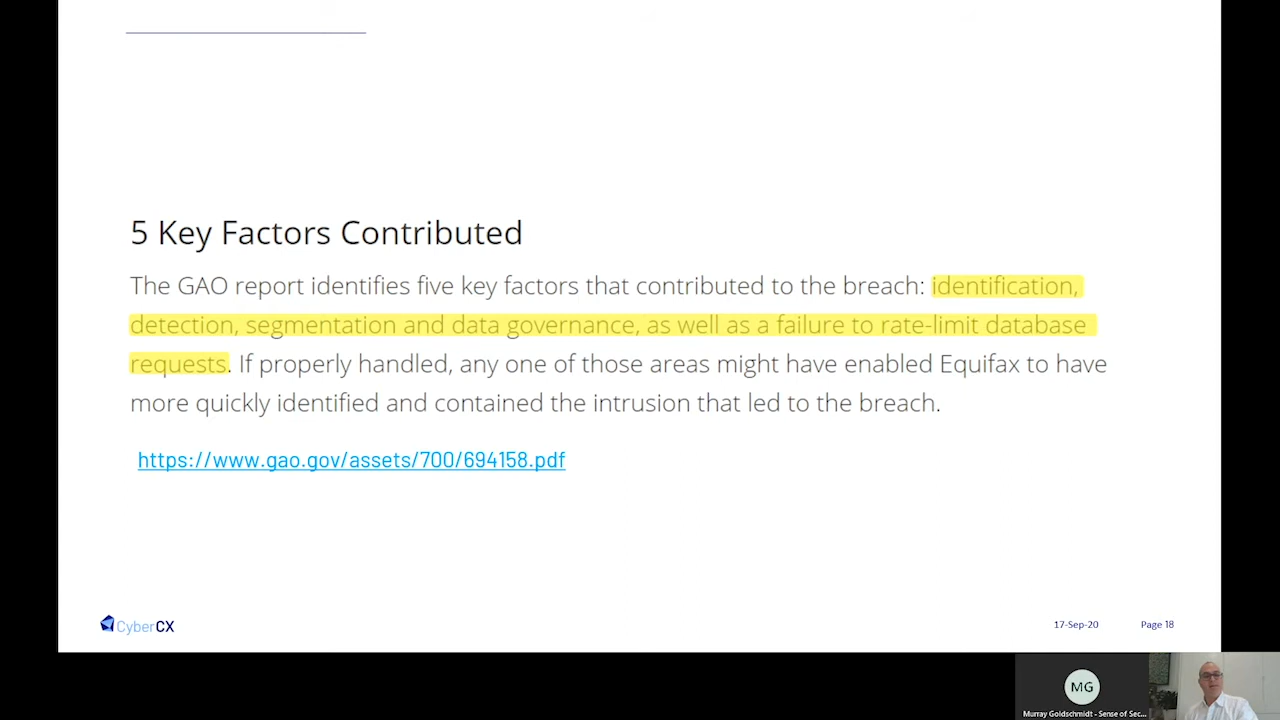 5 Key Factors Contributed
The GAO report identifies five key factors that contributed to the breach: identification,
detection, segmentation and data governance, as well as a failure to rate-limit database
requests. If properly handled, any one of those areas might have enabled Equifax to have
more quickly identified and contained the intrusion that led to the breach.
https://www.gao.gov/assets/700/694158.pdf
CyberCX
17-Sep-20
Page 18
MG
Murray Goldschmidt - Sense of Sec...